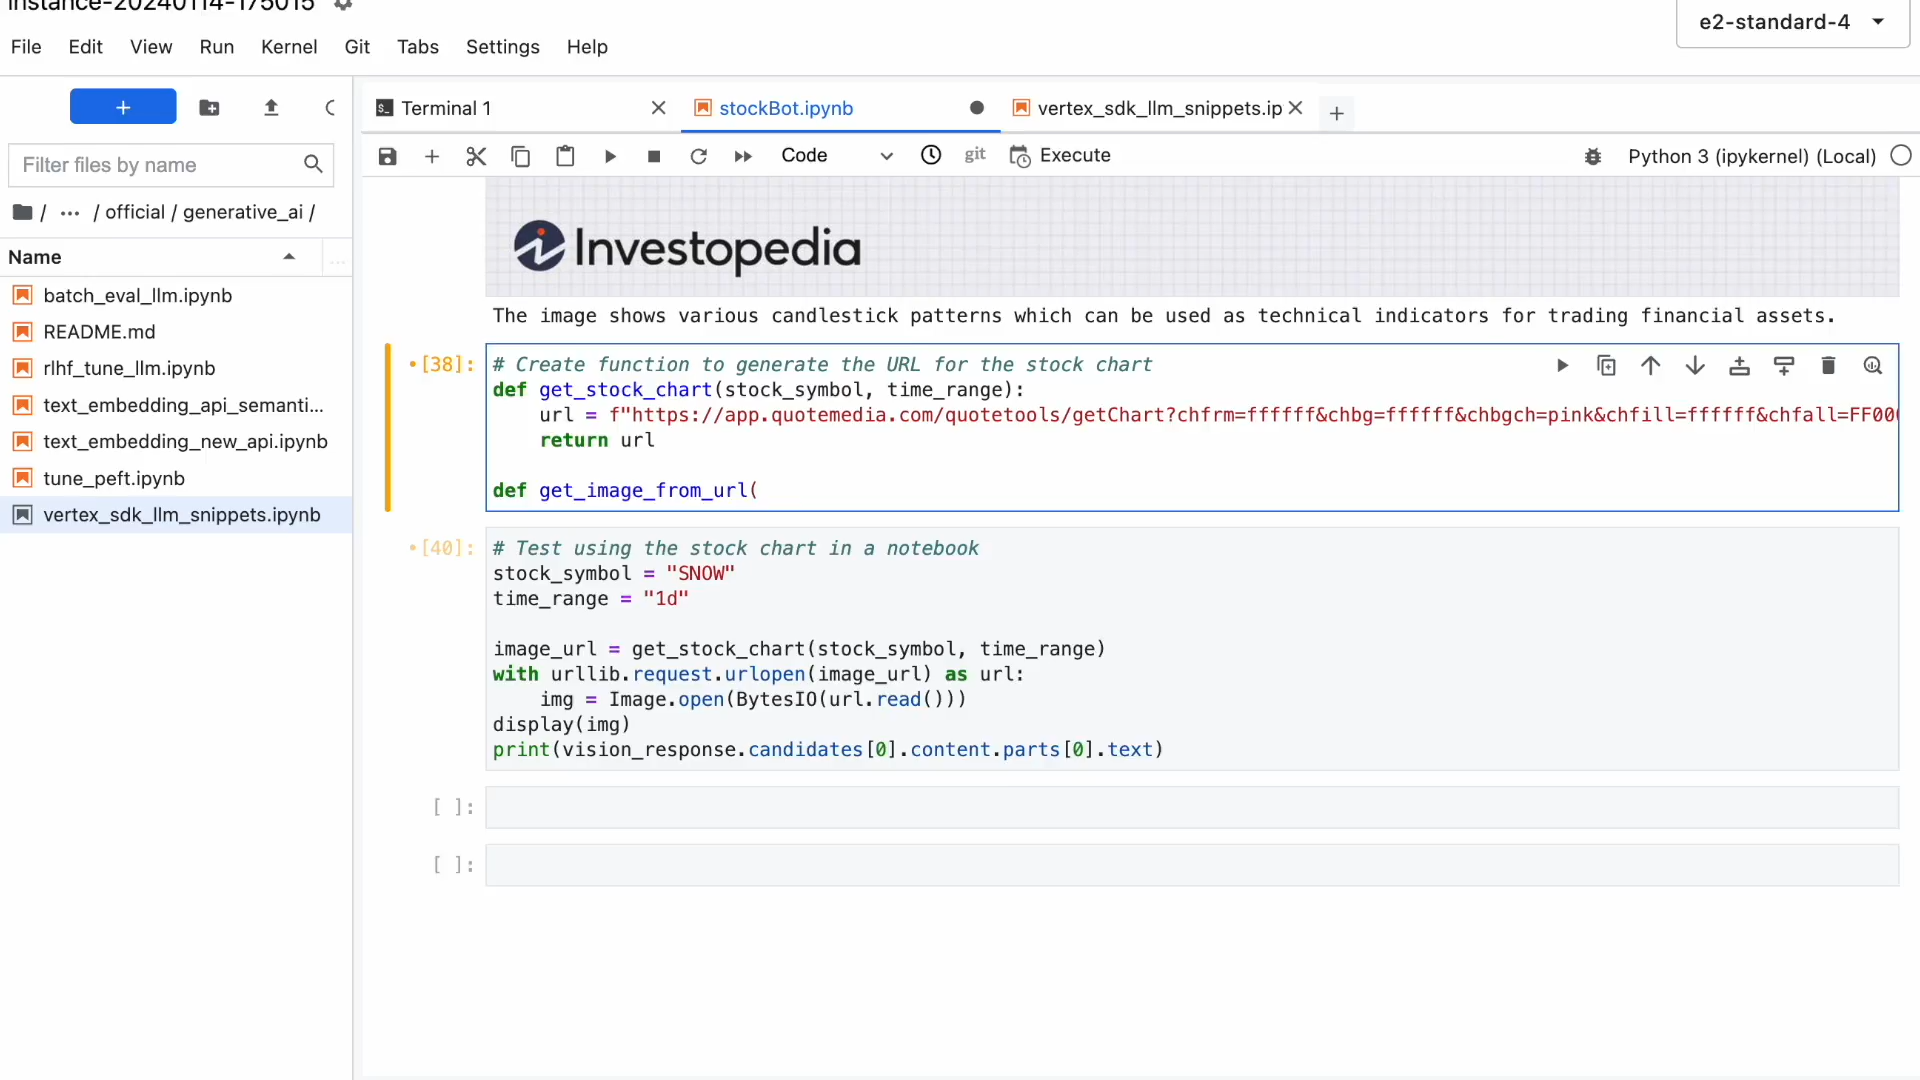 instance-20240114-175015
e2-standard-4
File Edit View Run Kernel Git Tabs Settings Help
Terminal 1
stockBot.ipynb
vertex_sdk_llm_snippets.ip
Code
git
Execute
Python 3 (ipykernel) (Local)
Filter files by name
/ ... / official / generative_ai /
Name
...
batch_eval_llm.ipynb
README.md
rlhf_tune_llm.ipynb
text_embedding_api_semanti...
text_embedding_new_api.ipynb
tune_peft.ipynb
vertex_sdk_llm_snippets.ipynb
Investopedia
The image shows various candlestick patterns which can be used as technical indicators for trading financial assets.
[38]:
# Create function to generate the URL for the stock chart
def get_stock_chart(stock_symbol, time_range):
    url = f"https://app.quotemedia.com/quotetools/getChart?chfrm=ffffff&chbg=ffffff&chbgch=pink&chfill=ffffff&chfall=FF00
    return url
def get_image_from_url(
[40]:
# Test using the stock chart in a notebook
stock_symbol = "SNOW"
time_range = "1d"
image_url = get_stock_chart(stock_symbol, time_range)
with urllib.request.urlopen(image_url) as url:
    img = Image.open(BytesIO(url.read()))
display(img)
print(vision_response.candidates[0].content.parts[0].text)
[ ]:
[ ]: